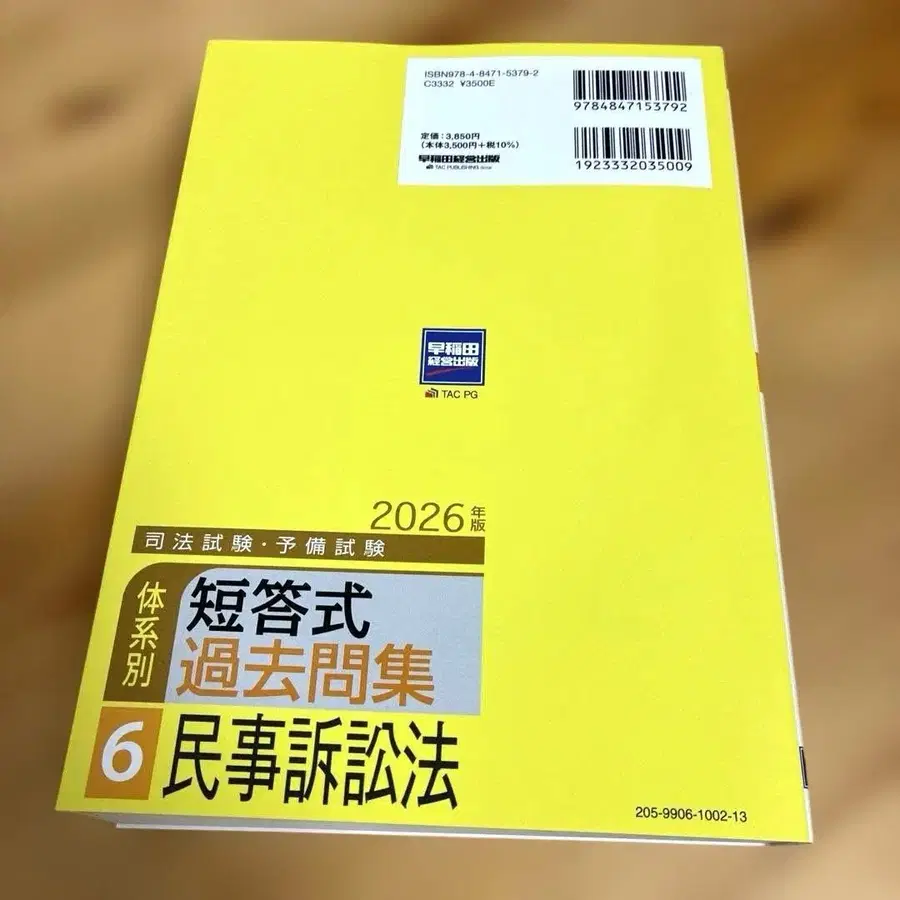 ISBN978-4-8471-5379-2
C3332 ¥3500E
9784847153792
定価:3,850円
(本体3,500円+税10%)
早稲田経営出版
TAC PUBLISHING Group
1923332035009
早稲田
経営出版
TAC PG
2026年版
司法試験・予備試験
体系別
短答式
過去問集
6 民事訴訟法
205-9906-1002-13